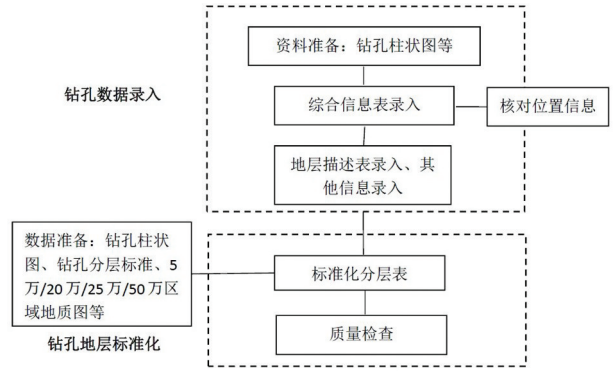 资料准备：钻孔柱状图等
钻孔数据录入
综合信息表录入
核对位置信息
地层描述表录入、其
他信息录入
数据准备：钻孔柱状
图、钻孔分层标准、5
万/20万/25万/50万区
域地质图等
标准化分层表
质量检查
钻孔地层标准化